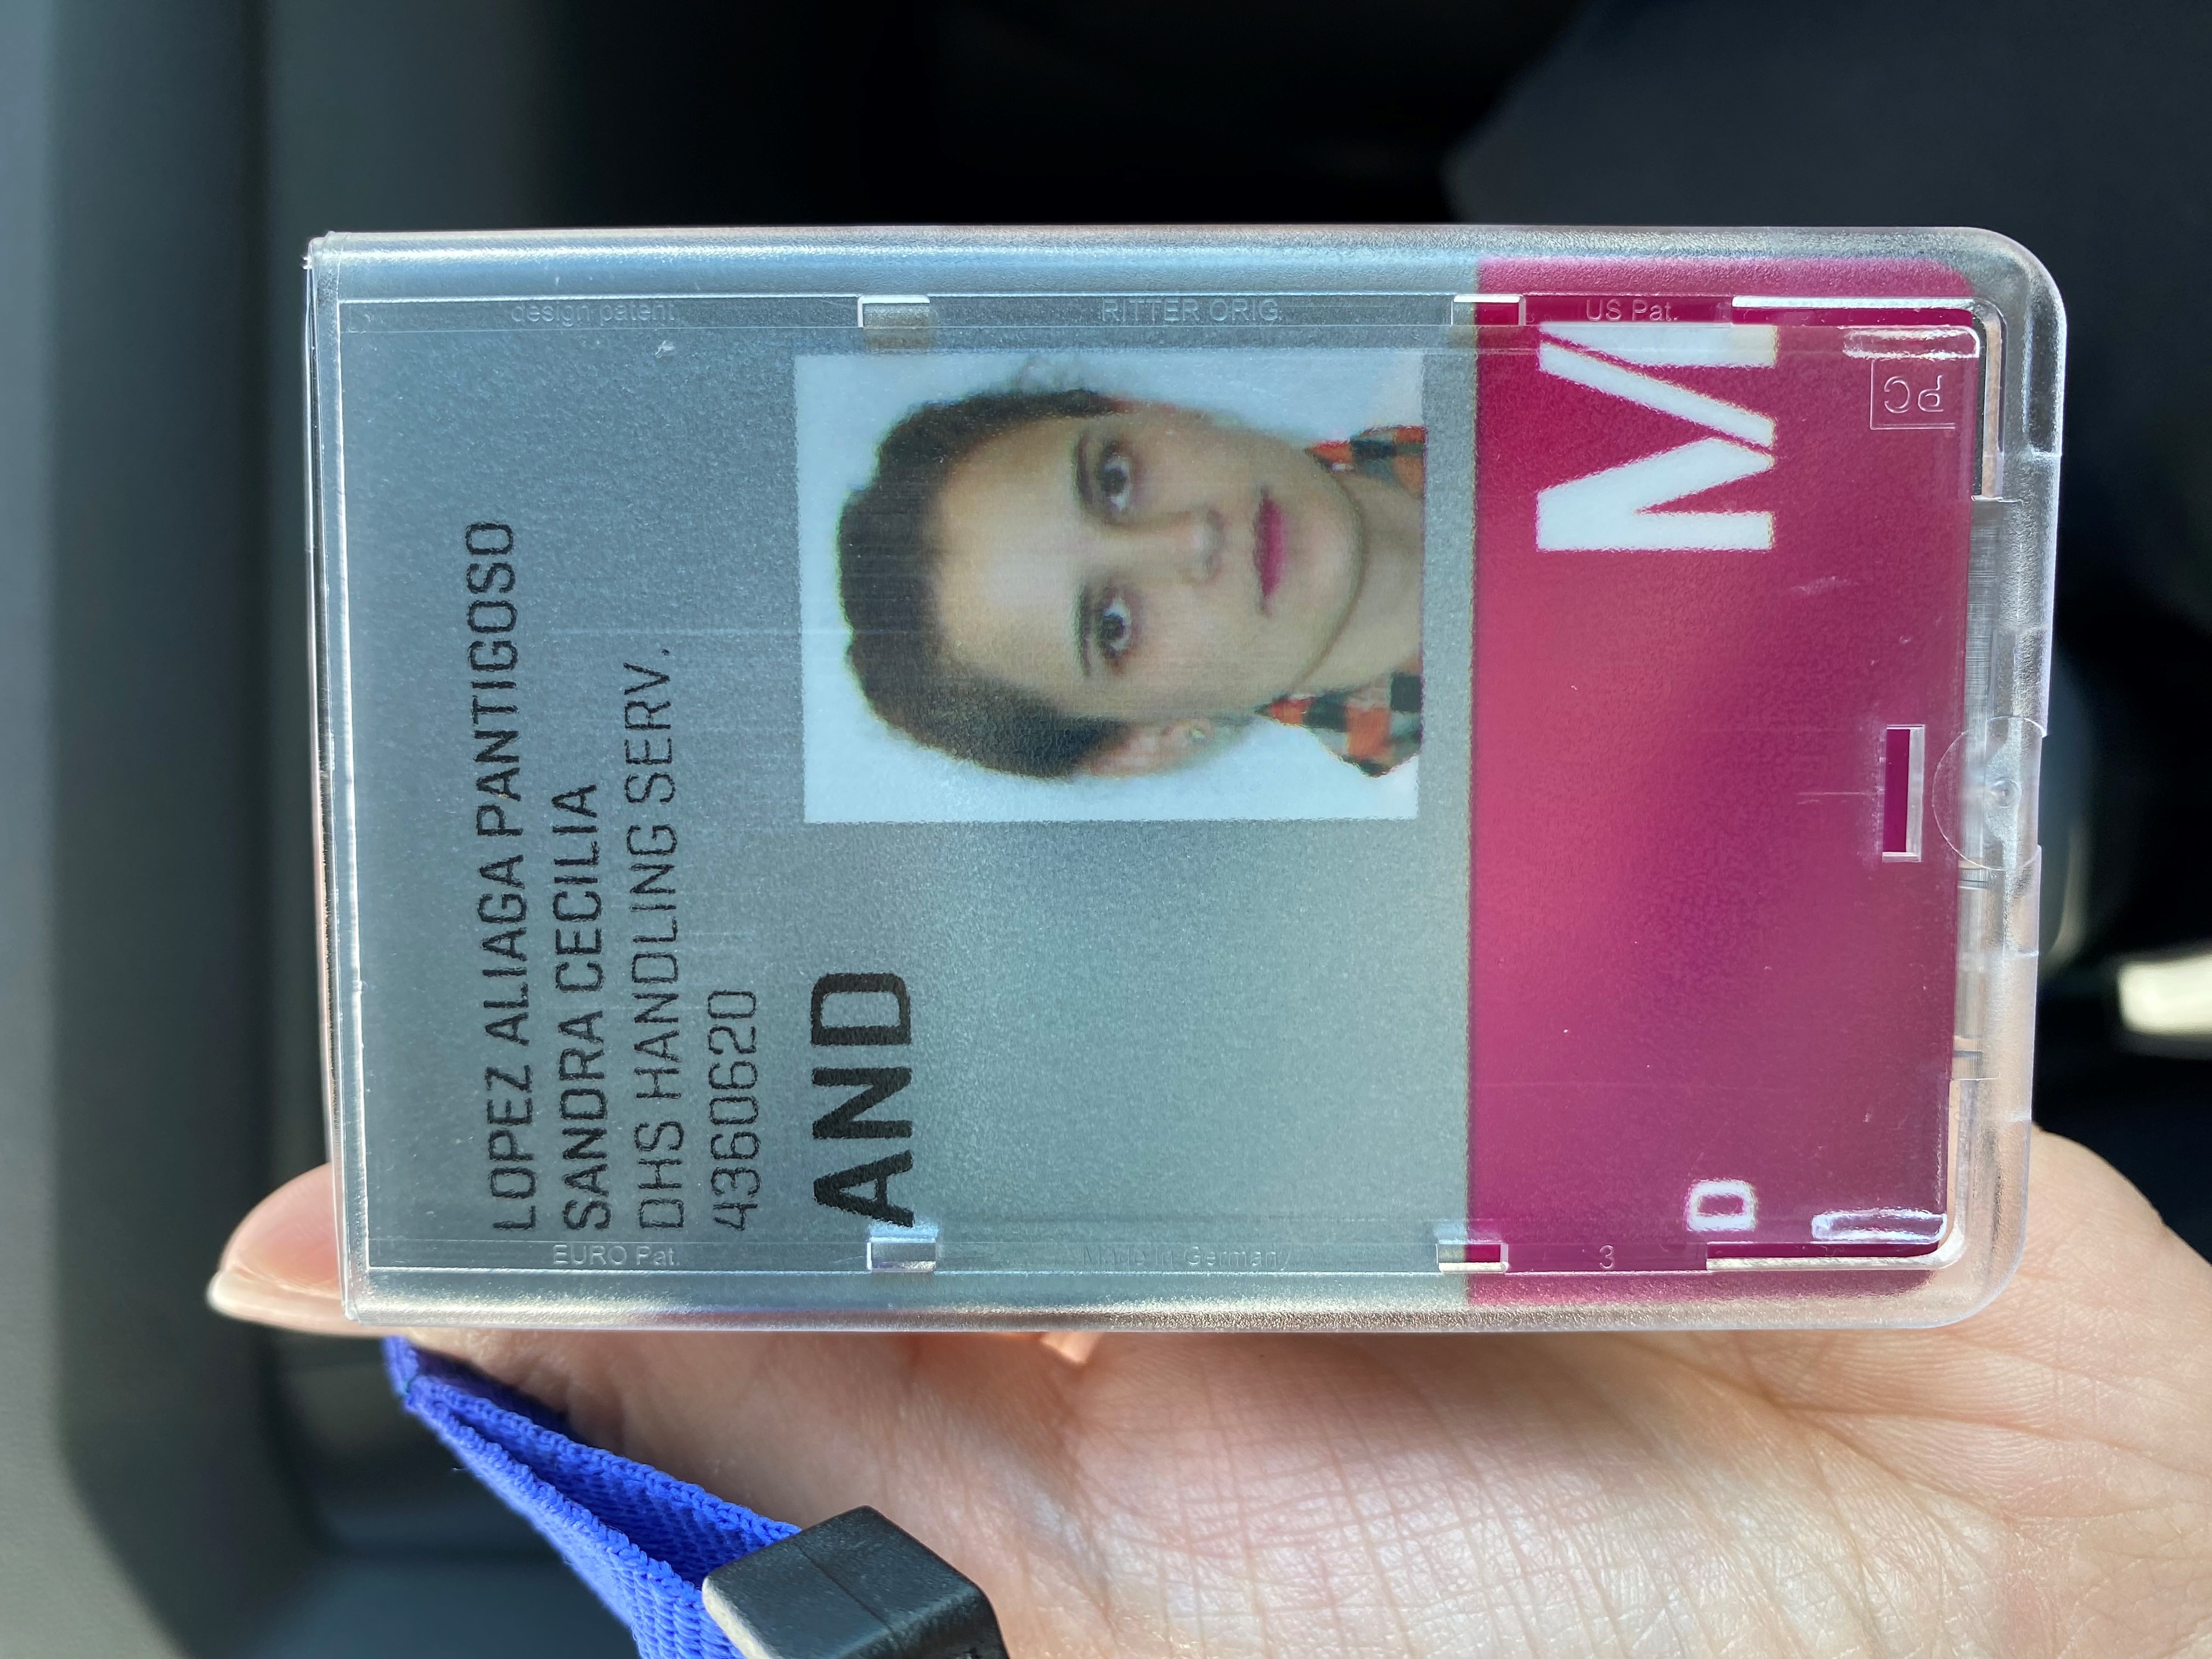 LOPEZ ALIAGA PANTIGOSO
SANDRA CECILIA
DHS HANDLING SERV.
4360620
AND
D
M
design patent
RITTER ORIG.
US Pat.
PC
EURO Pat.
Made in Germany
3